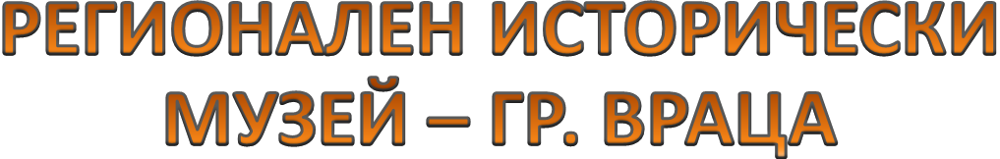 РЕГИОНАЛЕН ИСТОРИЧЕСКИ
МУЗЕЙ – ГР. ВРАЦА